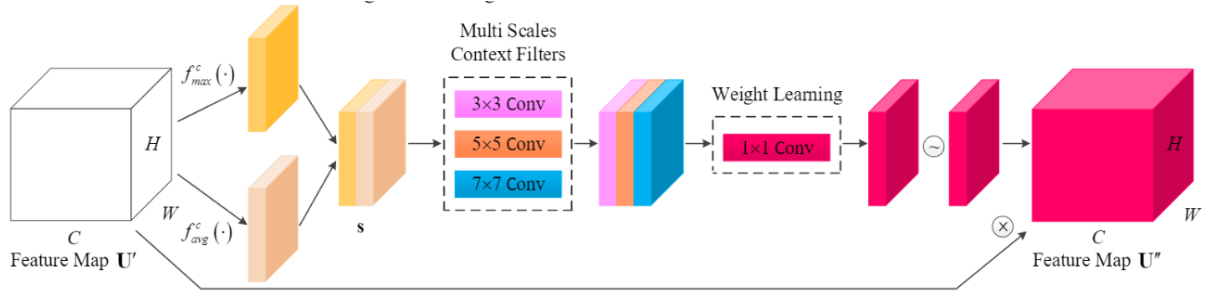 f^c_max(·)
H
W
C
Feature Map U′
f^c_avg(·)
s
Multi Scales
Context Filters
3×3 Conv
5×5 Conv
7×7 Conv
Weight Learning
1×1 Conv
~
×
H
W
C
Feature Map U″